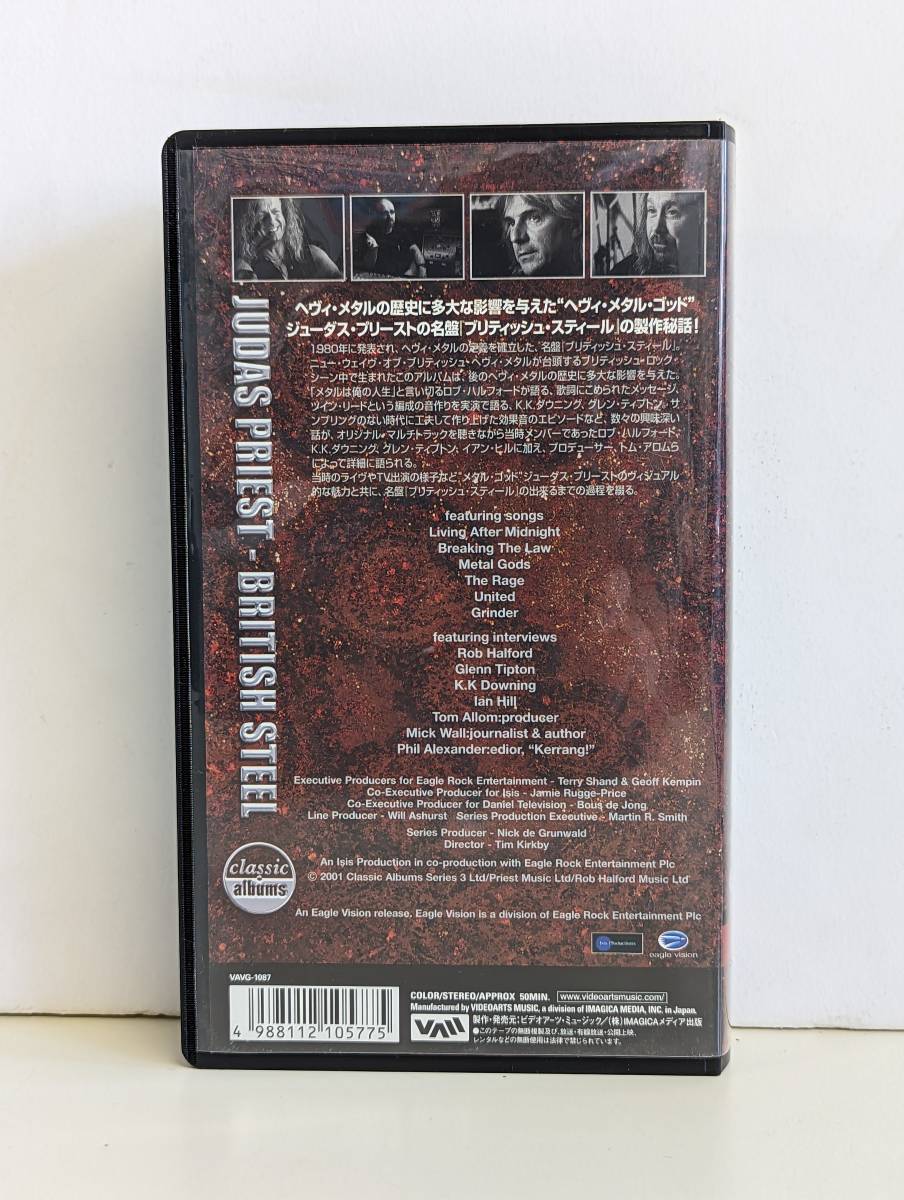 JUDAS PRIEST - BRITISH STEEL
ヘヴィ・メタルの歴史に多大な影響を与えた“ヘヴィ・メタル・ゴッド”
ジューダス・プリーストの名盤「ブリティッシュ・スティール」の製作秘話！
1980年に発表され、ヘヴィ・メタルの定義を確立した、名盤「ブリティッシュ・スティール」。
ニュー・ウェイヴ・オブ・ブリティッシュ・ヘヴィ・メタルが台頭するブリティッシュ・ロック・
シーン中で生まれたこのアルバムは、後のヘヴィ・メタルの歴史に多大な影響を与えた。
「メタルは俺の人生」と言い切るロブ・ハルフォードが語る、歌詞にこめられたメッセージ、
ツイン・リードという編成の音作りを実演で語る、K.K.ダウニング、グレン・ティプトン、サ
ンプリングのない時代に工夫して作り上げた効果音のエピソードなど、数々の興味深い
話が、オリジナル・マルチトラックを聴きながら当時メンバーであったロブ・ハルフォード、
K.K.ダウニング、グレン・ティプトン、イアン・ヒルに加え、プロデューサー、トム・アロムら
によって詳細に語られる。
当時のライヴやTV出演の様子など“メタル・ゴッド”ジューダス・プリーストのヴィジュアル
的な魅力と共に、名盤「ブリティッシュ・スティール」の出来るまでの過程を綴る。
featuring songs
Living After Midnight
Breaking The Law
Metal Gods
The Rage
United
Grinder
featuring interviews
Rob Halford
Glenn Tipton
K.K Downing
Ian Hill
Tom Allom:producer
Mick Wall:journalist & author
Phil Alexander:edior, “Kerrang!”
Executive Producers for Eagle Rock Entertainment - Terry Shand & Geoff Kempin
Co-Executive Producer for Isis - Jamie Rugge-Price
Co-Executive Producer for Daniel Television - Bous de Jong
Line Producer - Will Ashurst Series Production Executive - Martin R. Smith
Series Producer - Nick de Grunwald
Director - Tim Kirkby
classic albums
An Isis Production in co-production with Eagle Rock Entertainment Plc
© 2001 Classic Albums Series 3 Ltd/Priest Music Ltd/Rob Halford Music Ltd
An Eagle Vision release. Eagle Vision is a division of Eagle Rock Entertainment Plc
Isis Productions
eagle vision
VAVG-1087
4 988112 105775
COLOR/STEREO/APPROX 50MIN.
www.videoartsmusic.com/
Manufactured by VIDEOARTS MUSIC, a division of IMAGICA MEDIA, INC. in Japan.
製作・発売元：ビデオアーツ・ミュージック／(株)IMAGICAメディア出版
●このテープの無断複製及び、放送・有線放送・公開上映、
レンタルなどの無断使用は法律で禁じられています。
VAM